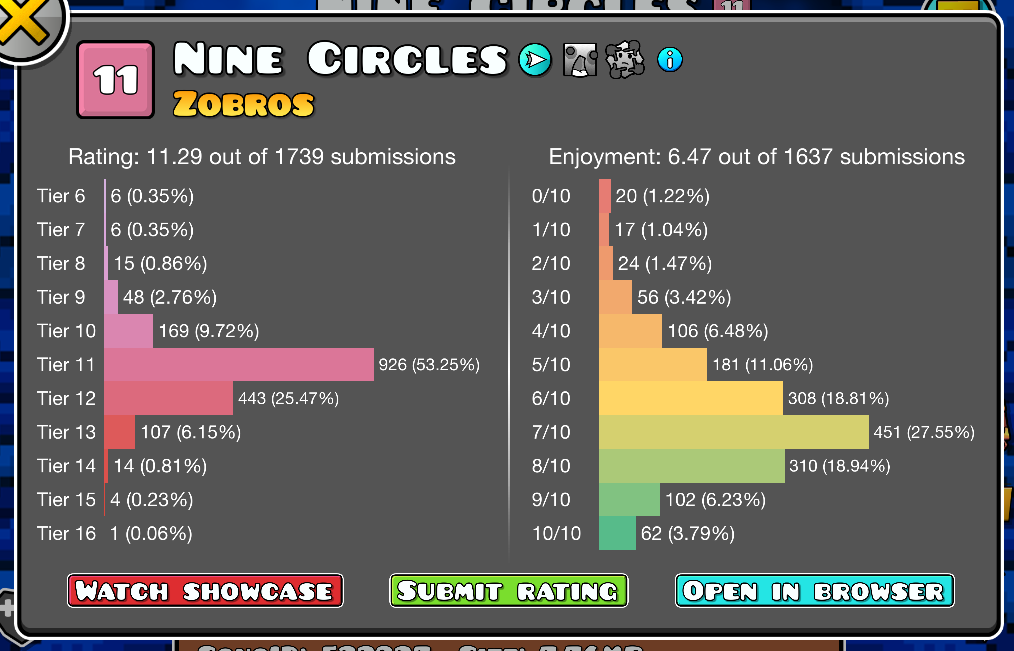 11
NINE CIRCLES
11
ZOBROS
Rating: 11.29 out of 1739 submissions
Tier 6 6 (0.35%)
Tier 7 6 (0.35%)
Tier 8 15 (0.86%)
Tier 9 48 (2.76%)
Tier 10 169 (9.72%)
Tier 11 926 (53.25%)
Tier 12 443 (25.47%)
Tier 13 107 (6.15%)
Tier 14 14 (0.81%)
Tier 15 4 (0.23%)
Tier 16 1 (0.06%)
Enjoyment: 6.47 out of 1637 submissions
0/10 20 (1.22%)
1/10 17 (1.04%)
2/10 24 (1.47%)
3/10 56 (3.42%)
4/10 106 (6.48%)
5/10 181 (11.06%)
6/10 308 (18.81%)
7/10 451 (27.55%)
8/10 310 (18.94%)
9/10 102 (6.23%)
10/10 62 (3.79%)
WATCH SHOWCASE
SUBMIT RATING
OPEN IN BROWSER